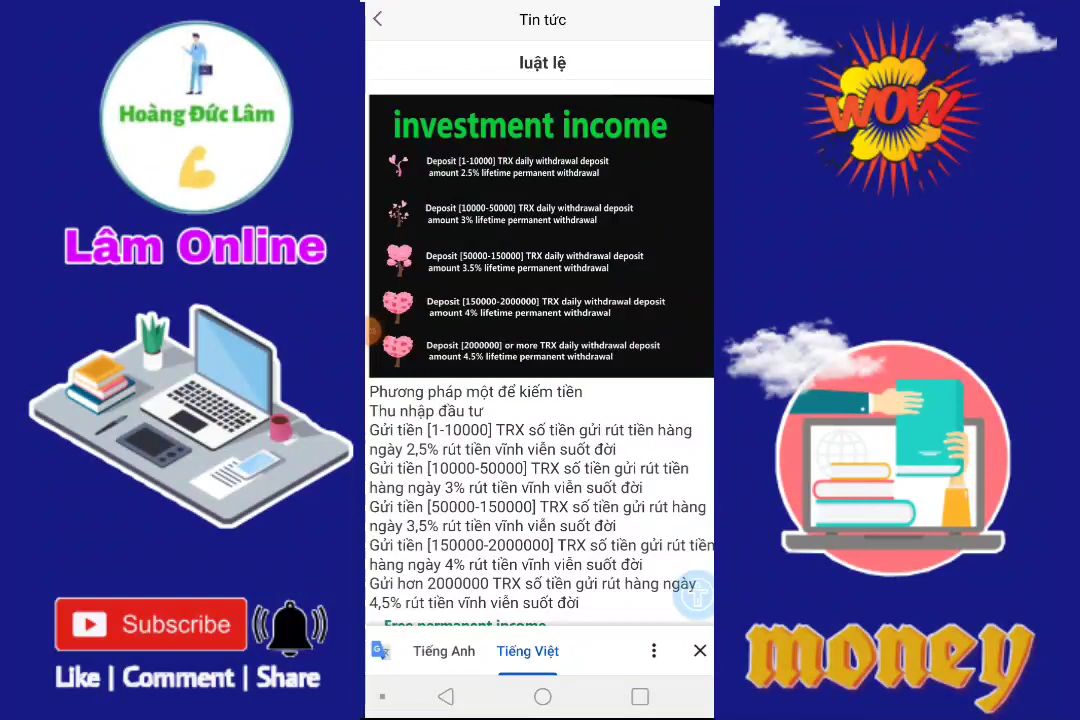 Hoàng Đức Lâm
Lâm Online
Subscribe
Like | Comment | Share
Tin tức
luật lệ
investment income
Deposit [1-10000] TRX daily withdrawal deposit
amount 2.5% lifetime permanent withdrawal
Deposit [10000-50000] TRX daily withdrawal deposit
amount 3% lifetime permanent withdrawal
Deposit [50000-150000] TRX daily withdrawal deposit
amount 3.5% lifetime permanent withdrawal
Deposit [150000-2000000] TRX daily withdrawal deposit
amount 4% lifetime permanent withdrawal
Deposit [2000000] or more TRX daily withdrawal deposit
amount 4.5% lifetime permanent withdrawal
Phương pháp một để kiếm tiền
Thu nhập đầu tư
Gửi tiền [1-10000] TRX số tiền gửi rút tiền hàng
ngày 2,5% rút tiền vĩnh viễn suốt đời
Gửi tiền [10000-50000] TRX số tiền gửi rút tiền
hàng ngày 3% rút tiền vĩnh viễn suốt đời
Gửi tiền [50000-150000] TRX số tiền gửi rút hàng
ngày 3,5% rút tiền vĩnh viễn suốt đời
Gửi tiền [150000-2000000] TRX số tiền gửi rút tiền
hàng ngày 4% rút tiền vĩnh viễn suốt đời
Gửi hơn 2000000 TRX số tiền gửi rút hàng ngày
4,5% rút tiền vĩnh viễn suốt đời
Free permanent income
Tiếng Anh
Tiếng Việt
WOW
money